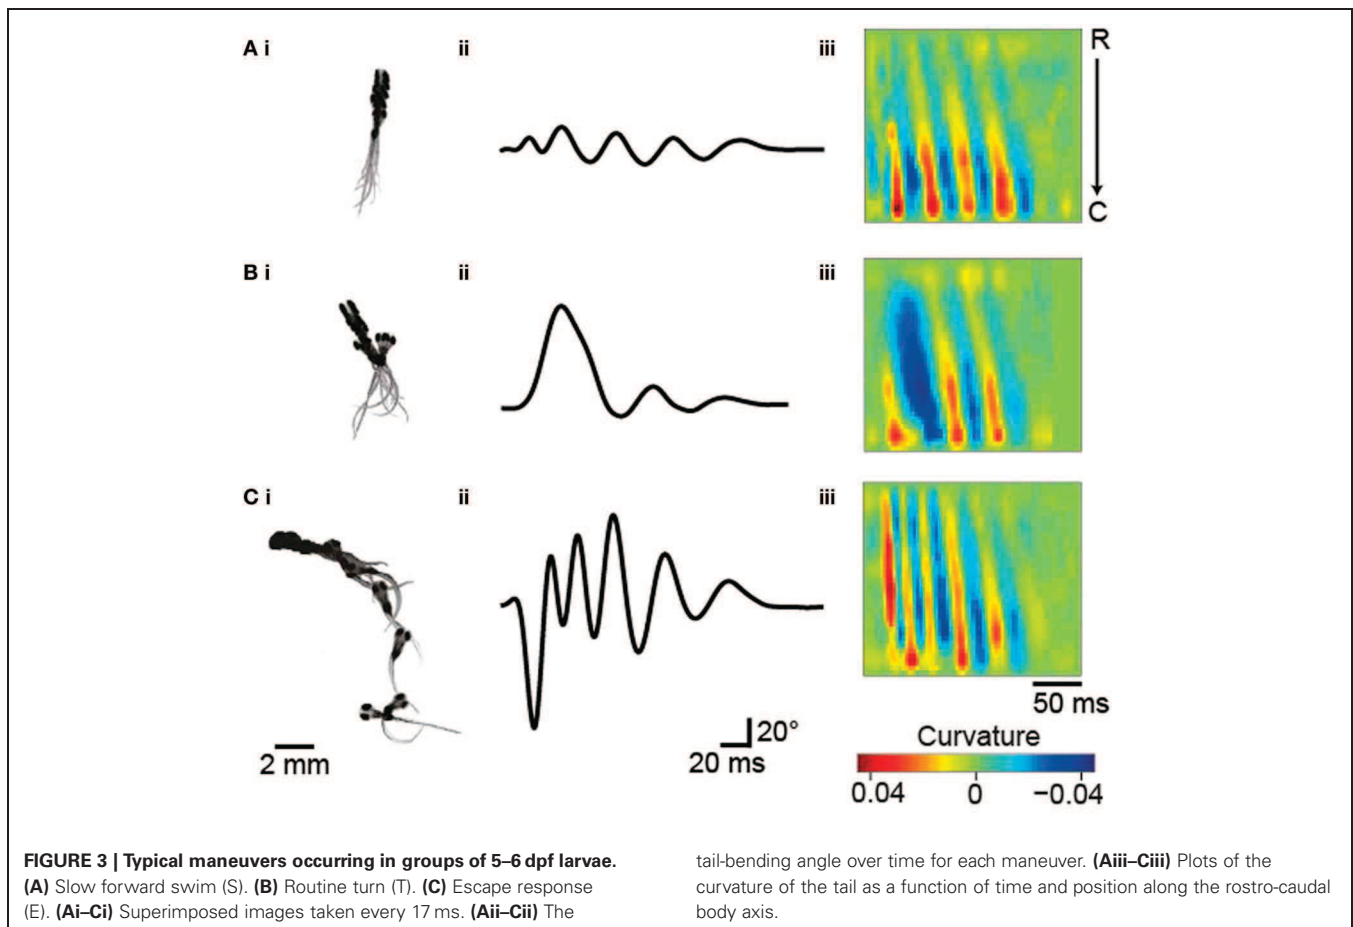 A i
ii
iii
R
C
B i
ii
iii
C i
ii
iii
50 ms
20°
20 ms
2 mm
Curvature
0.04 0 −0.04
FIGURE 3 | Typical maneuvers occurring in groups of 5–6 dpf larvae.
(A) Slow forward swim (S). (B) Routine turn (T). (C) Escape response
(E). (Ai–Ci) Superimposed images taken every 17 ms. (Aii–Cii) The
tail-bending angle over time for each maneuver. (Aiii–Ciii) Plots of the
curvature of the tail as a function of time and position along the rostro-caudal
body axis.